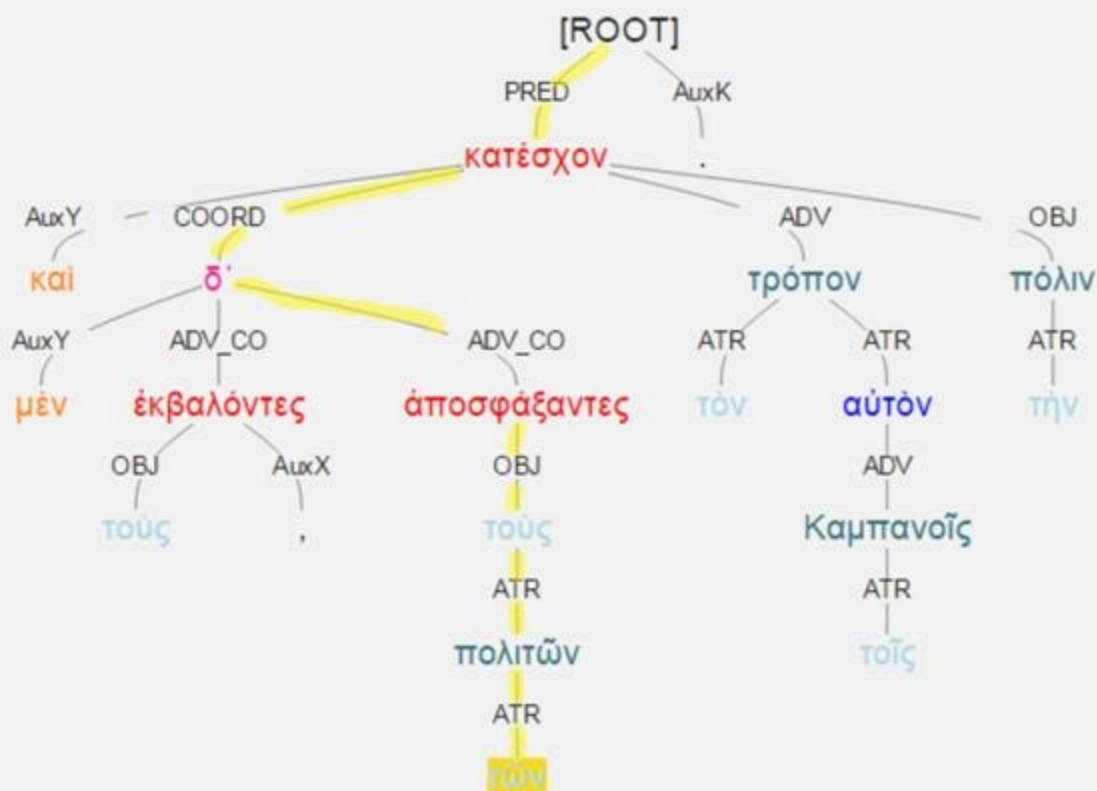 [ROOT]
PRED AuxK
κατέσχον .
AuxY COORD ADV OBJ
καὶ δ᾽ τρόπον πόλιν
AuxY ADV_CO ADV_CO ATR ATR ATR
μὲν ἐκβαλόντες ἀποσφάξαντες τὸν αὐτὸν τὴν
OBJ AuxX OBJ ADV
τοὺς , τοὺς Καμπανοῖς
ATR ATR
πολιτῶν τοῖς
ATR
τῶν